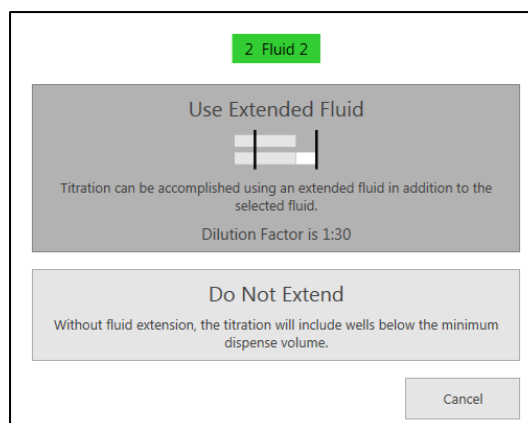 2 Fluid 2
Use Extended Fluid
Titration can be accomplished using an extended fluid in addition to the
selected fluid.
Dilution Factor is 1:30
Do Not Extend
Without fluid extension, the titration will include wells below the minimum
dispense volume.
Cancel